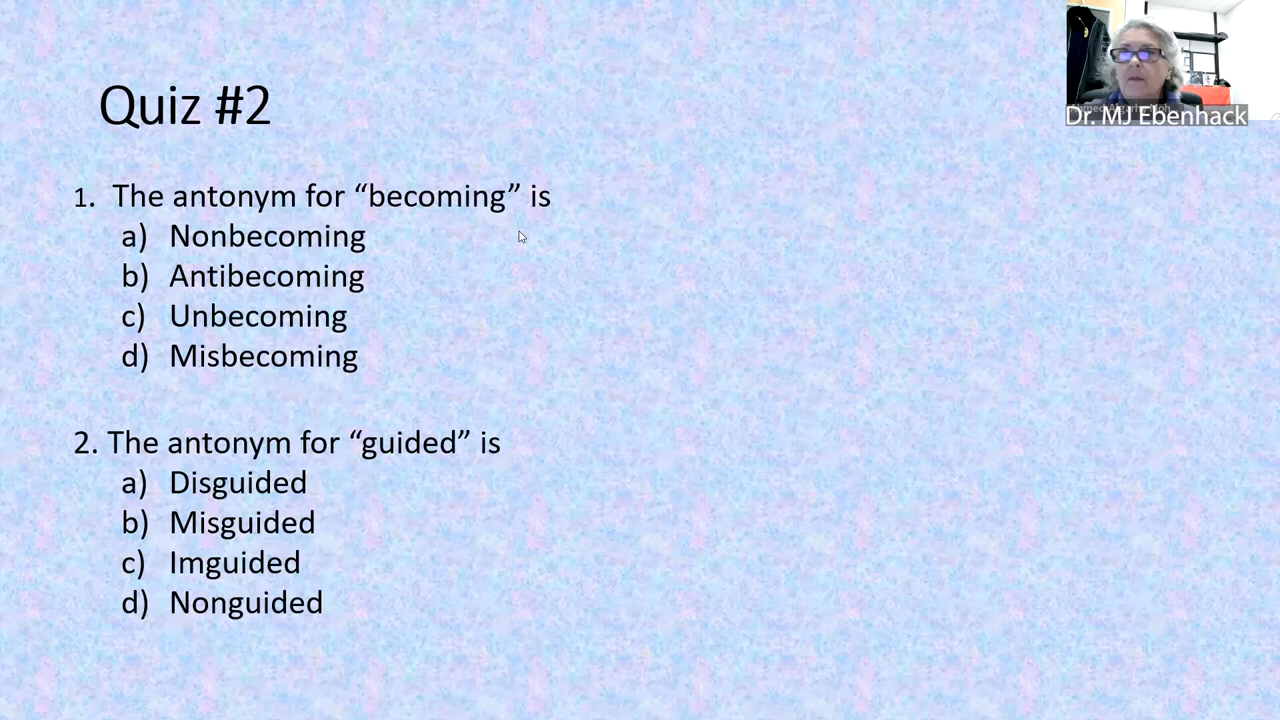 Quiz #2
1. The antonym for “becoming” is
a) Nonbecoming
b) Antibecoming
c) Unbecoming
d) Misbecoming
2. The antonym for “guided” is
a) Disguided
b) Misguided
c) Imguided
d) Nonguided
Dr. MJ Ebenhack